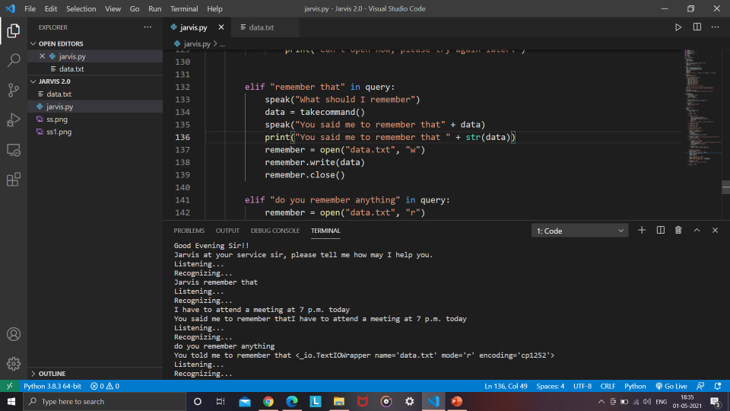 File Edit Selection View Go Run Terminal Help
jarvis.py - Jarvis 2.0 - Visual Studio Code
EXPLORER
OPEN EDITORS
jarvis.py
data.txt
JARVIS 2.0
data.txt
jarvis.py
ss.png
ss1.png
OUTLINE
jarvis.py
data.txt
jarvis.py > ...
129 print("Can't open now, please try again later.")
130
131
132 elif "remember that" in query:
133 speak("What should I remember")
134 data = takecommand()
135 speak("You said me to remember that" + data)
136 print("You said me to remember that " + str(data))
137 remember = open("data.txt", "w")
138 remember.write(data)
139 remember.close()
140
141 elif "do you remember anything" in query:
142 remember = open("data.txt", "r")
PROBLEMS OUTPUT DEBUG CONSOLE TERMINAL
1: Code
Good Evening Sir!!
Jarvis at your service sir, please tell me how may I help you.
Listening...
Recognizing...
Jarvis remember that
Listening...
Recognizing...
I have to attend a meeting at 7 p.m. today
You said me to remember thatI have to attend a meeting at 7 p.m. today
Listening...
Recognizing...
do you remember anything
You told me to remember that <_io.TextIOWrapper name='data.txt' mode='r' encoding='cp1252'>
Listening...
Recognizing...
Python 3.8.3 64-bit 0 0
Ln 136, Col 49 Spaces: 4 UTF-8 CRLF Python Go Live
Type here to search
ENG
18:35
01-05-2021